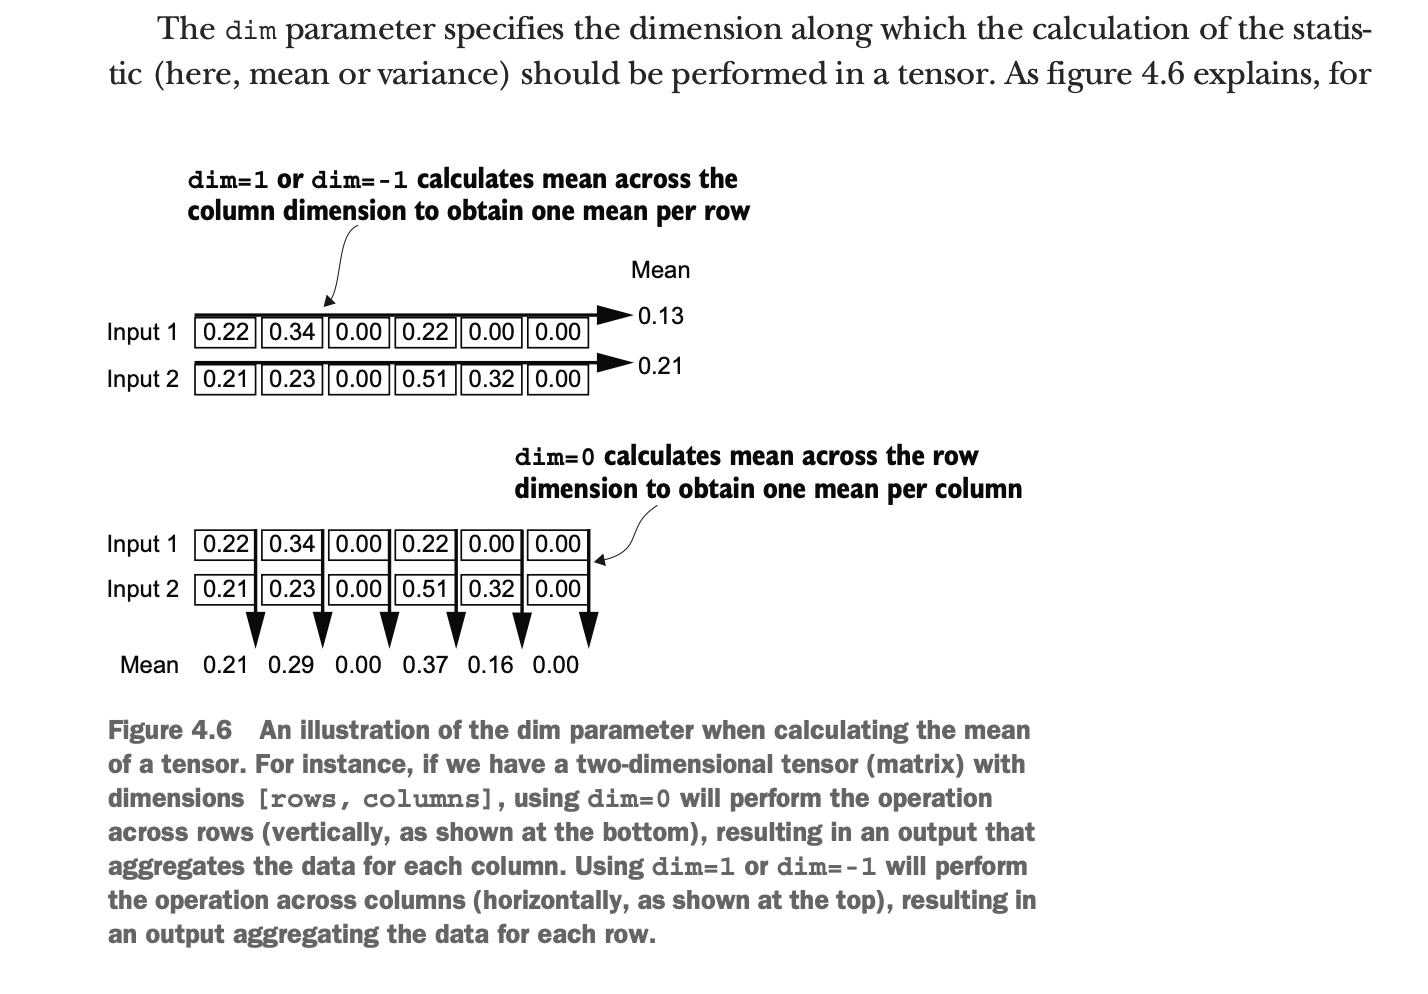 The dim parameter specifies the dimension along which the calculation of the statis-
tic (here, mean or variance) should be performed in a tensor. As figure 4.6 explains, for
dim=1 or dim=-1 calculates mean across the
column dimension to obtain one mean per row
Mean
Input 1 0.22 0.34 0.00 0.22 0.00 0.00 0.13
Input 2 0.21 0.23 0.00 0.51 0.32 0.00 0.21
dim=0 calculates mean across the row
dimension to obtain one mean per column
Input 1 0.22 0.34 0.00 0.22 0.00 0.00
Input 2 0.21 0.23 0.00 0.51 0.32 0.00
Mean 0.21 0.29 0.00 0.37 0.16 0.00
Figure 4.6 An illustration of the dim parameter when calculating the mean
of a tensor. For instance, if we have a two-dimensional tensor (matrix) with
dimensions [rows, columns], using dim=0 will perform the operation
across rows (vertically, as shown at the bottom), resulting in an output that
aggregates the data for each column. Using dim=1 or dim=-1 will perform
the operation across columns (horizontally, as shown at the top), resulting in
an output aggregating the data for each row.